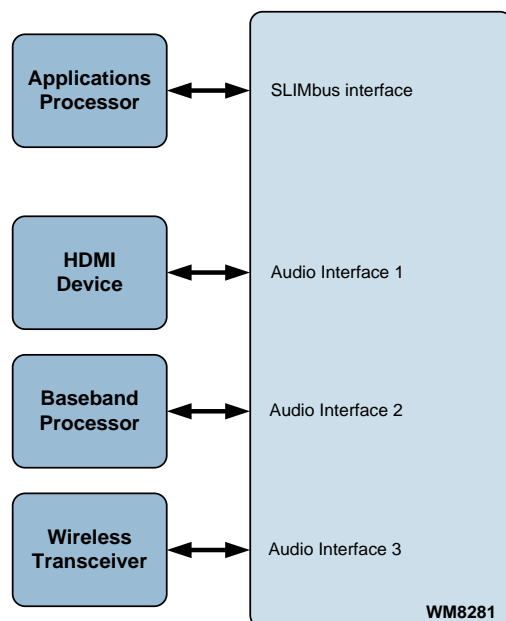 Applications
Processor
SLIMbus interface
HDMI
Device
Audio Interface 1
Baseband
Processor
Audio Interface 2
Wireless
Transceiver
Audio Interface 3
WM8281